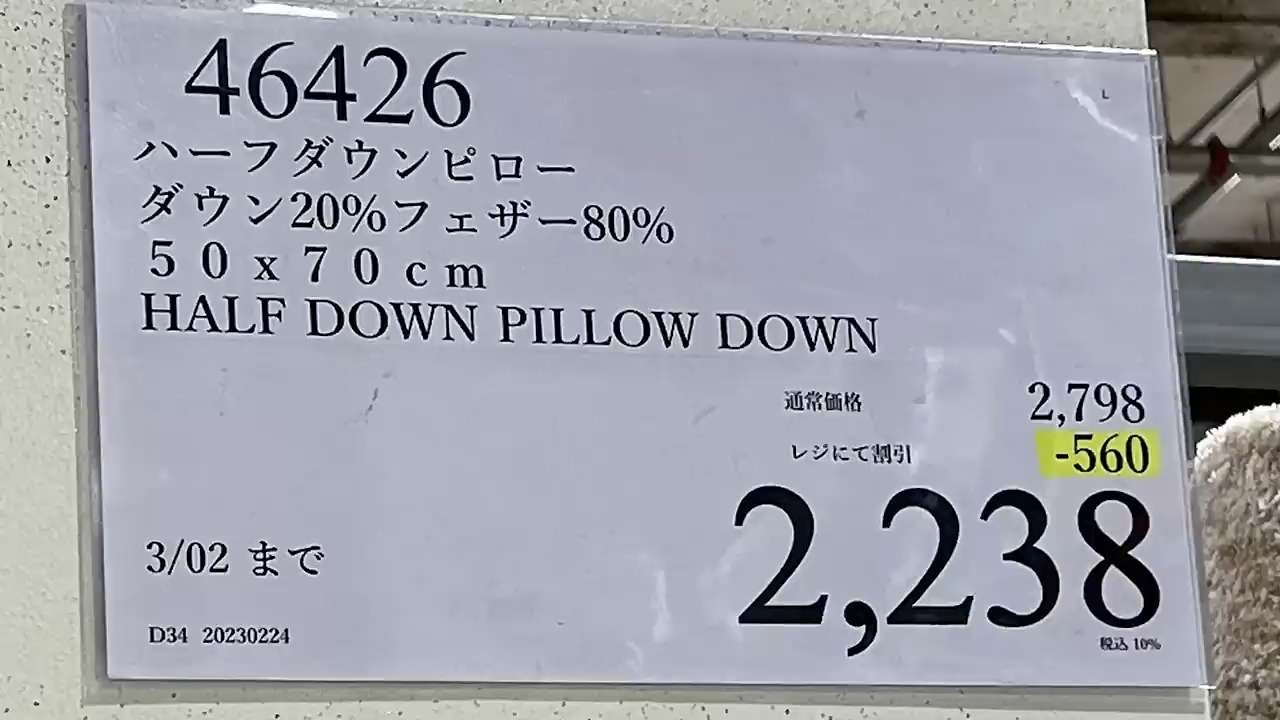 L
46426
ハーフダウンピロー
ダウン20%フェザー80%
５０ｘ７０ｃｍ
HALF DOWN PILLOW DOWN
通常価格 2,798
レジにて割引 -560
2,238
3/02 まで
税込 10%
D34 20230224